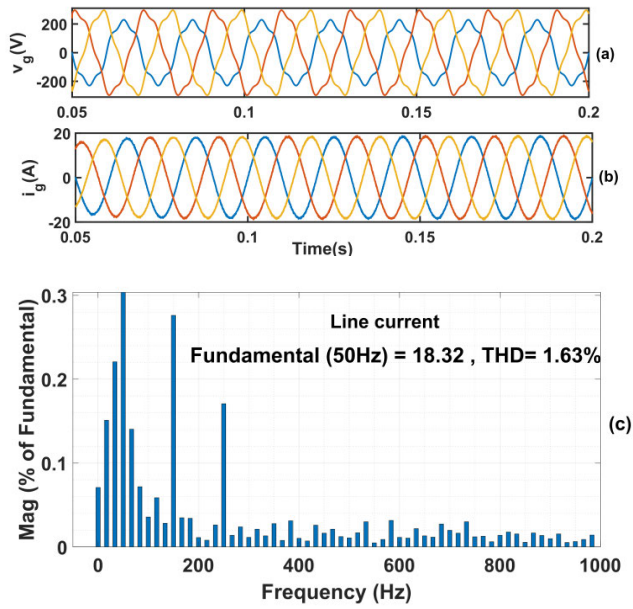 v_g(V)
200
0
-200
(a)
0.05
0.1
0.15
0.2
i_g(A)
20
0
-20
(b)
0.05
0.1
0.15
0.2
Time(s)
Mag (% of Fundamental)
0.3
0.2
0.1
0
Line current
Fundamental (50Hz) = 18.32 , THD= 1.63%
(c)
0
200
400
600
800
1000
Frequency (Hz)